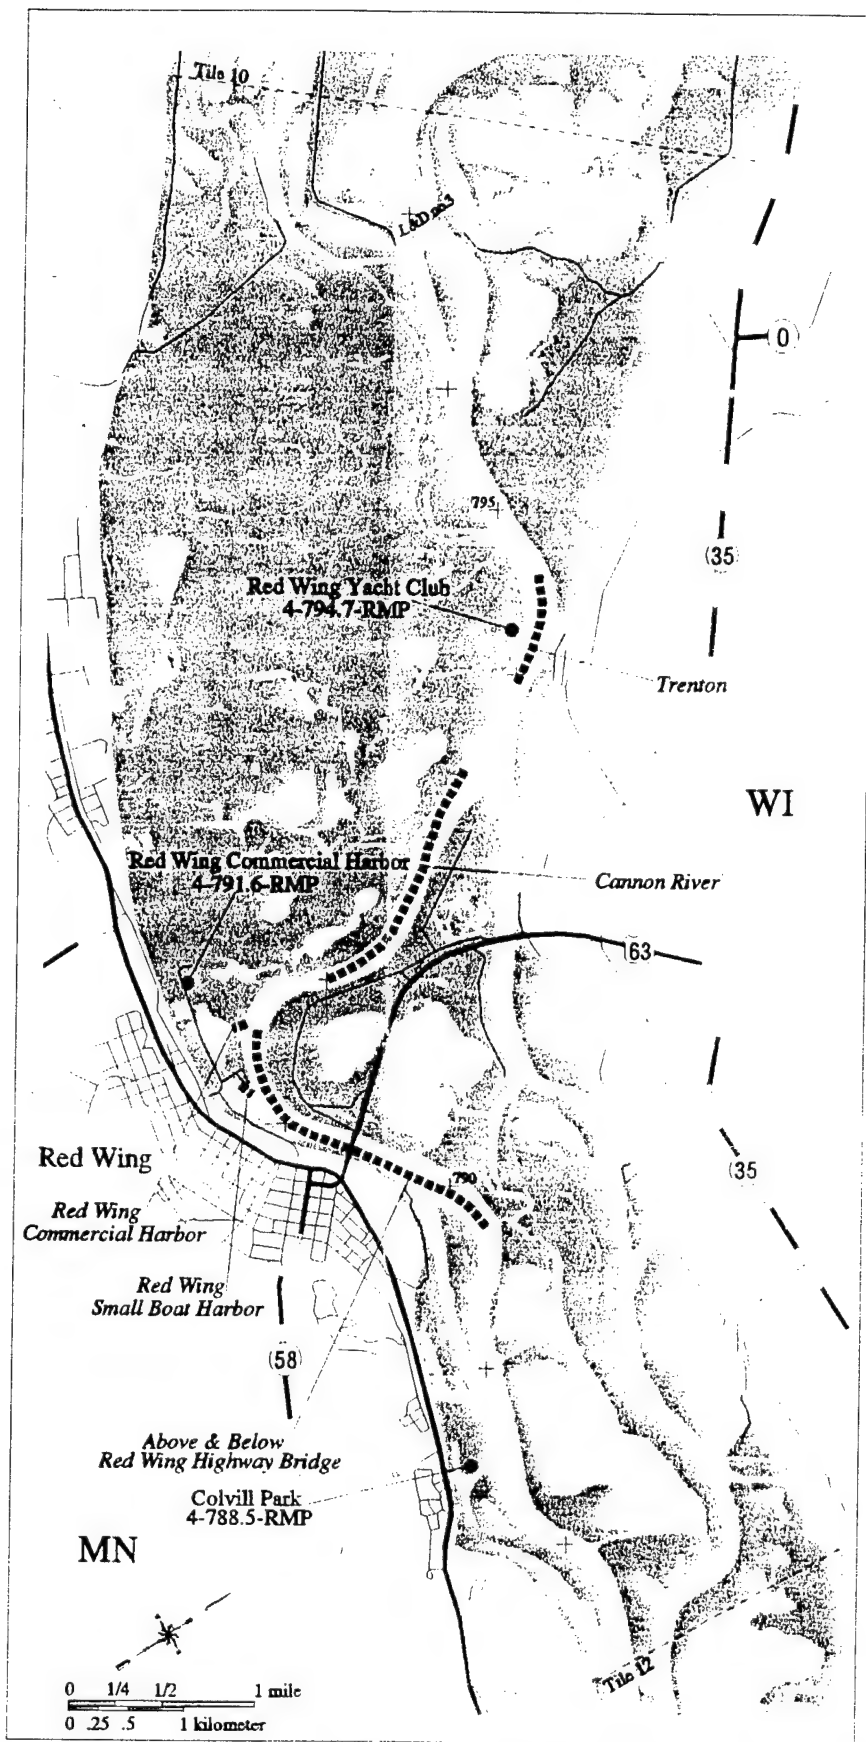 Tile 10
L&D no.3
0
795
35
Red Wing Yacht Club
4-794.7-RMP
Trenton
WI
Red Wing Commercial Harbor
4-791.6-RMP
Cannon River
63
Red Wing
790
35
Red Wing
Commercial Harbor
Red Wing
Small Boat Harbor
58
Above & Below
Red Wing Highway Bridge
Colvill Park
4-788.5-RMP
MN
Tile 12
0 1/4 1/2 1 mile
0 .25 .5 1 kilometer